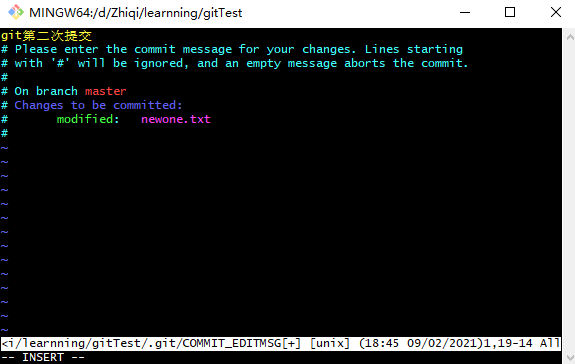 MINGW64:/d/Zhiqi/learnning/gitTest
git第二次提交
# Please enter the commit message for your changes. Lines starting
# with '#' will be ignored, and an empty message aborts the commit.
#
# On branch master
# Changes to be committed:
#       modified:   newone.txt
#
~
~
~
~
~
~
~
~
~
~
~
~
~
~
<i/learnning/gitTest/.git/COMMIT_EDITMSG[+] [unix] (18:45 09/02/2021)1,19-14 All
-- INSERT --